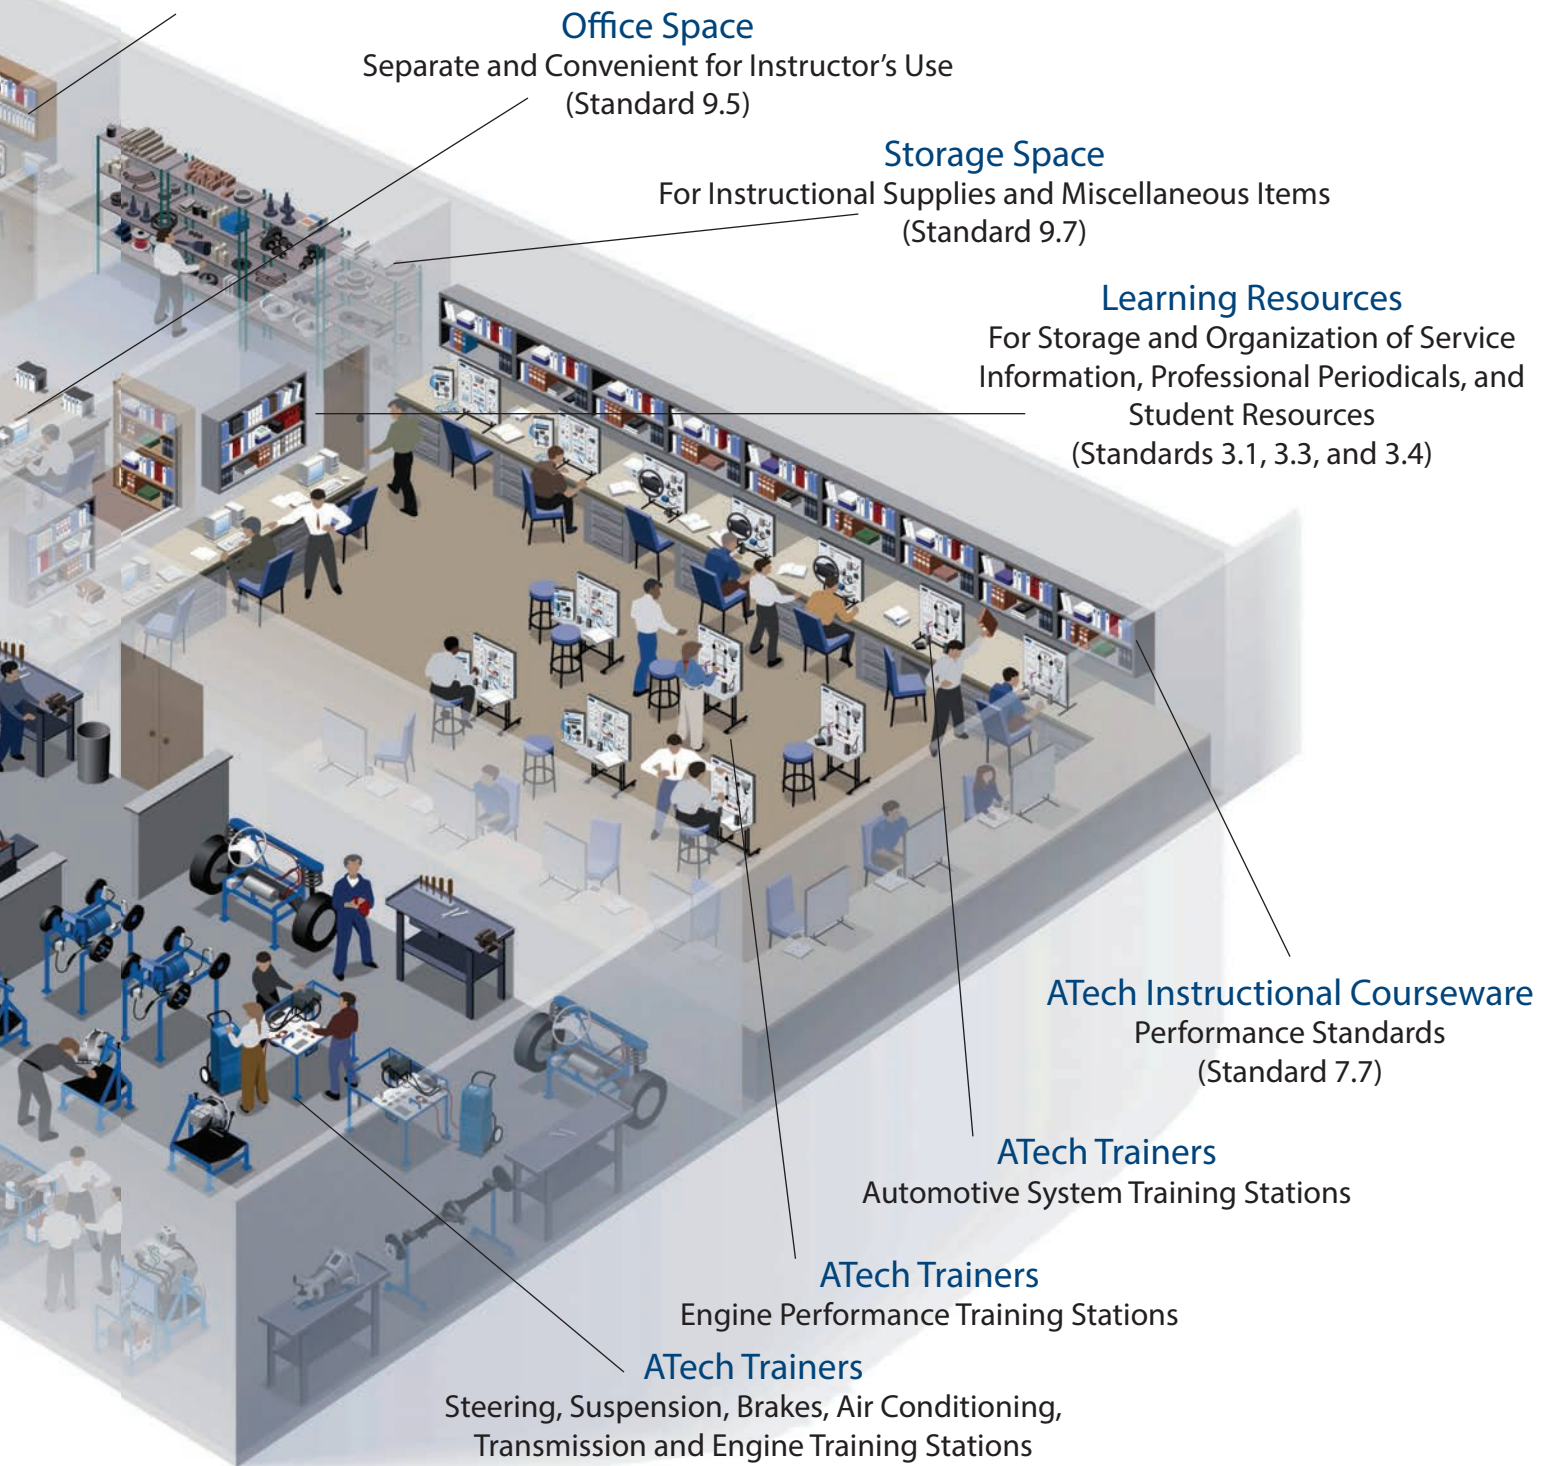 Office Space
Separate and Convenient for Instructor’s Use
(Standard 9.5)
Storage Space
For Instructional Supplies and Miscellaneous Items
(Standard 9.7)
Learning Resources
For Storage and Organization of Service
Information, Professional Periodicals, and
Student Resources
(Standards 3.1, 3.3, and 3.4)
ATech Instructional Courseware
Performance Standards
(Standard 7.7)
ATech Trainers
Automotive System Training Stations
ATech Trainers
Engine Performance Training Stations
ATech Trainers
Steering, Suspension, Brakes, Air Conditioning,
Transmission and Engine Training Stations